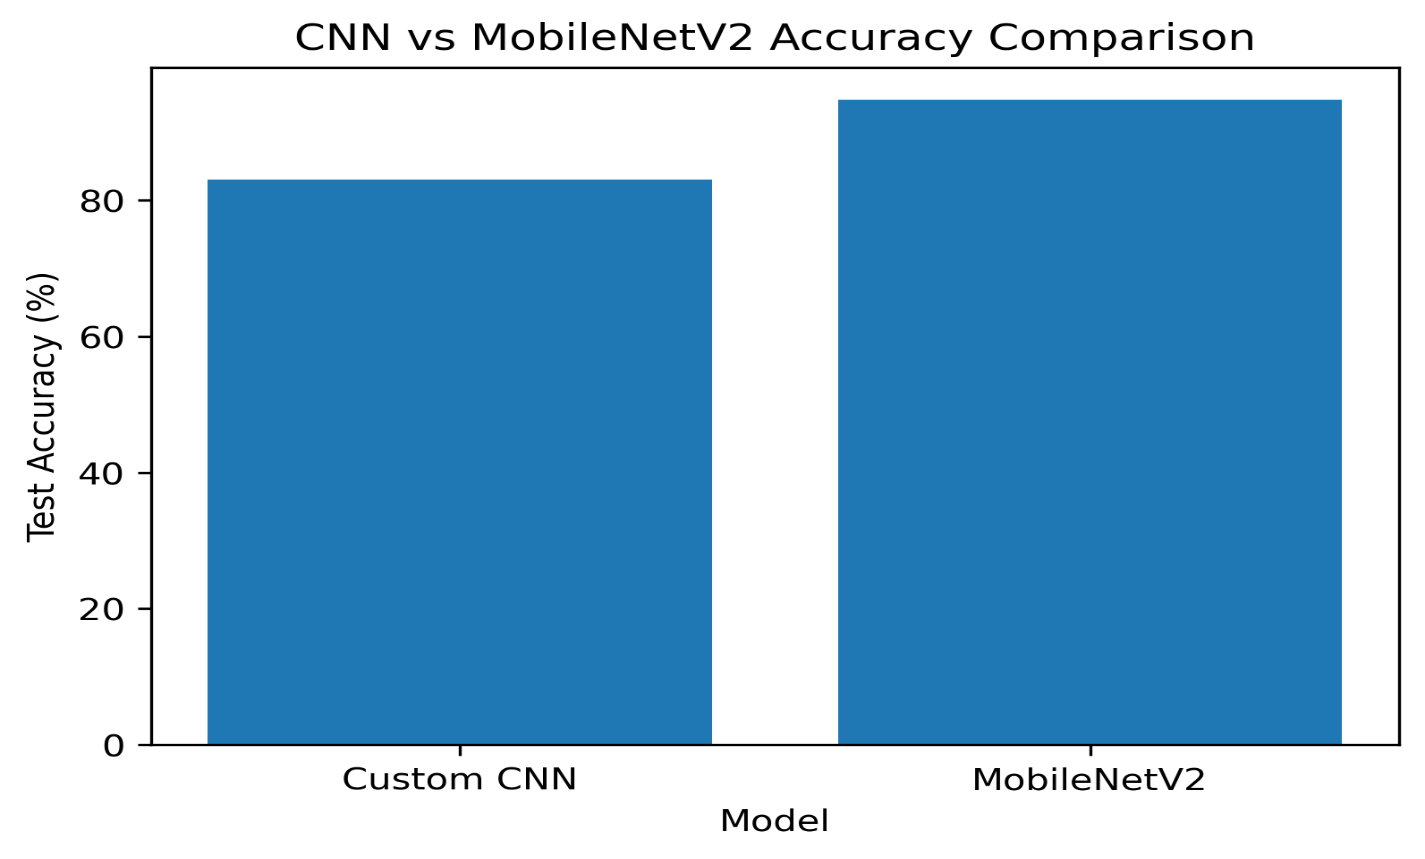 CNN vs MobileNetV2 Accuracy Comparison
Test Accuracy (%)
80
60
40
20
0
Custom CNN
MobileNetV2
Model